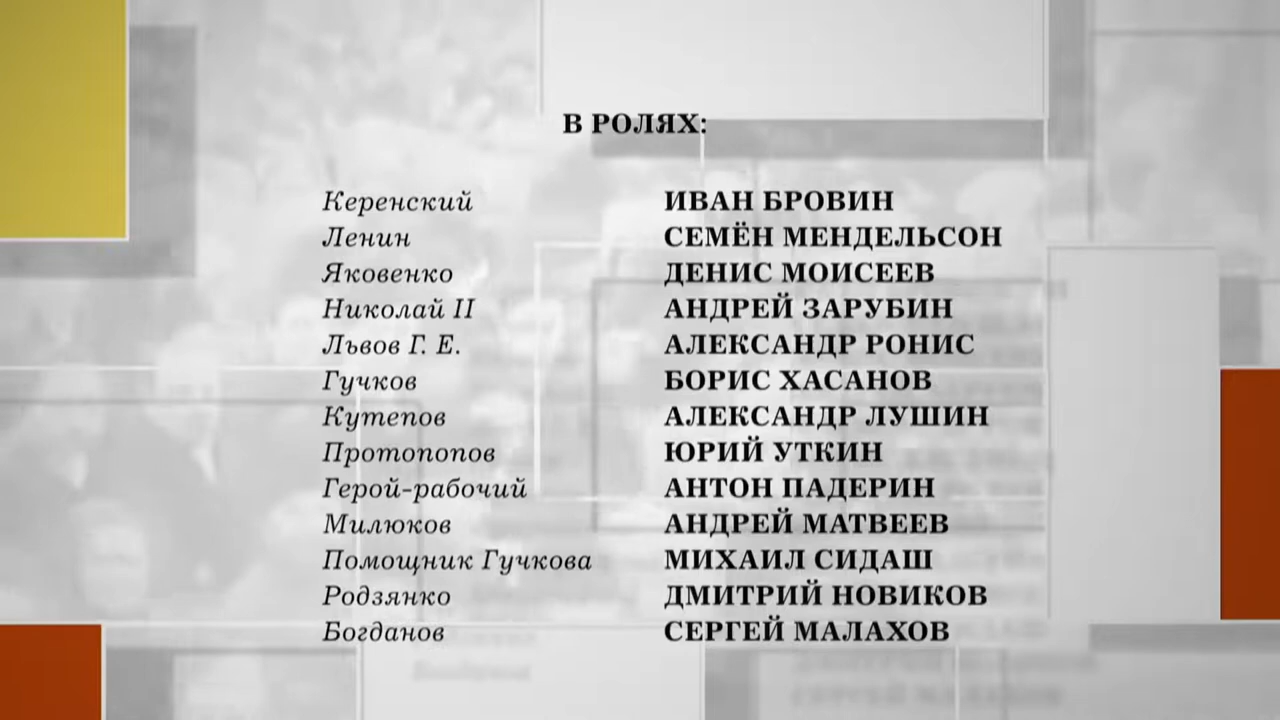 В РОЛЯХ:
Керенский ИВАН БРОВИН
Ленин СЕМЁН МЕНДЕЛЬСОН
Яковенко ДЕНИС МОИСЕЕВ
Николай II АНДРЕЙ ЗАРУБИН
Львов Г. Е. АЛЕКСАНДР РОНИС
Гучков БОРИС ХАСАНОВ
Кутепов АЛЕКСАНДР ЛУШИН
Протопопов ЮРИЙ УТКИН
Герой-рабочий АНТОН ПАДЕРИН
Милюков АНДРЕЙ МАТВЕЕВ
Помощник Гучкова МИХАИЛ СИДАШ
Родзянко ДМИТРИЙ НОВИКОВ
Богданов СЕРГЕЙ МАЛАХОВ